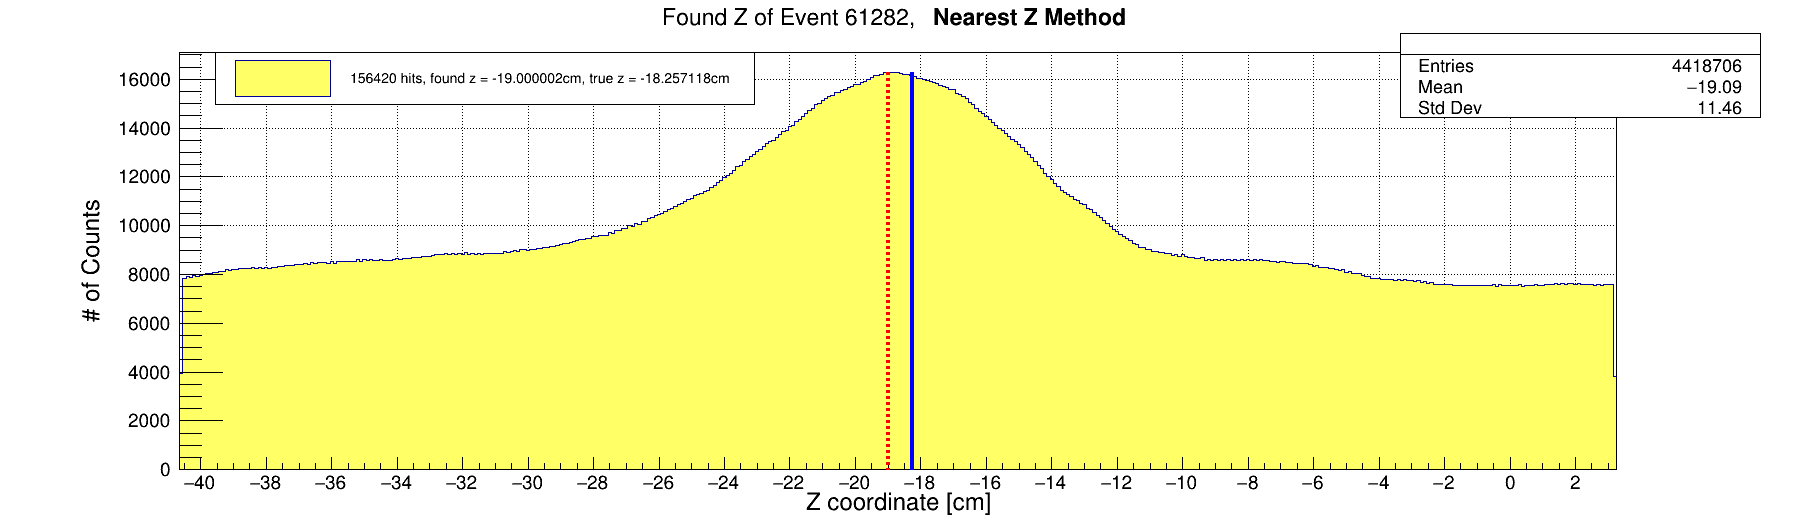 Found Z of Event 61282, Nearest Z Method
156420 hits, found z = -19.000002cm, true z = -18.257118cm
Entries 4418706
Mean −19.09
Std Dev 11.46
# of Counts
16000
14000
12000
10000
8000
6000
4000
2000
0
−40 −38 −36 −34 −32 −30 −28 −26 −24 −22 −20 −18 −16 −14 −12 −10 −8 −6 −4 −2 0 2
Z coordinate [cm]